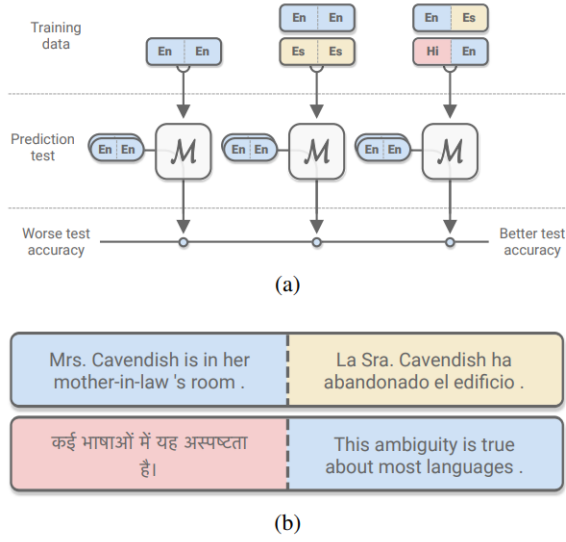 Training
data
En En
En En
Es Es
En Es
Hi En
Prediction
test
En En
M
En En
M
En En
M
Worse test
accuracy
Better test
accuracy
(a)
Mrs. Cavendish is in her
mother-in-law 's room .
La Sra. Cavendish ha
abandonado el edificio .
कई भाषाओं में यह अस्पष्टता
है।
This ambiguity is true
about most languages .
(b)